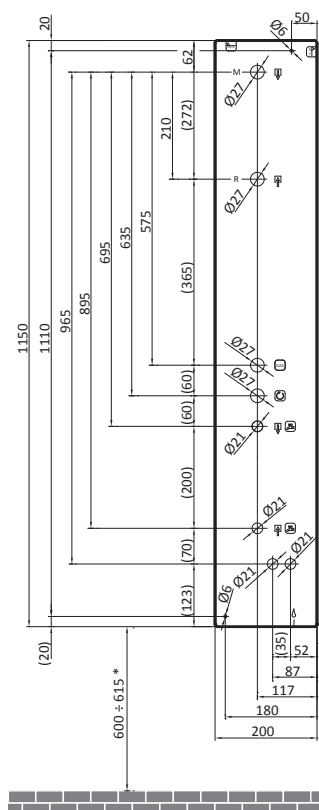 50
20
Ø6
62
M
Ø27
(272)
210
R
Ø27
575
635
695
(365)
895
965
1110
1150
Ø27
(60)
Ø27
(60)
Ø21
(200)
Ø21
(70)
Ø21
Ø21
(123)
Ø6
(20)
(35)
52
87
117
180
200
600 ÷ 615 *